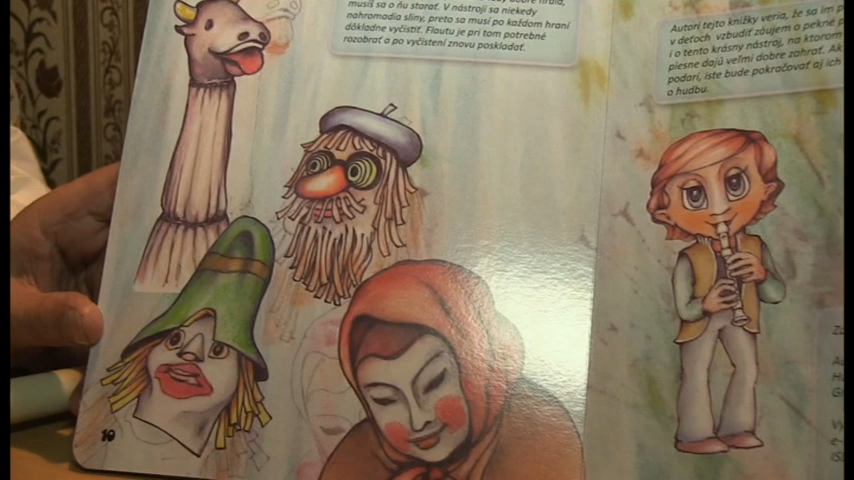 musíš sa o ňu starať. V nástroji sa niekedy
nahromadia sliny, preto sa musí po každom hraní
dôkladne vyčistiť. Flautu je pri tom potrebné
rozobrať a po vyčistení znovu poskladať.
Autori tejto knižky veria, že sa im p
v deťoch vzbudiť záujem o pekné p
i o tento krásny nástroj, na ktorom
piesne dajú veľmi dobre zahrať. Ak
podarí, iste bude pokračovať aj ich
o hudbu.
10